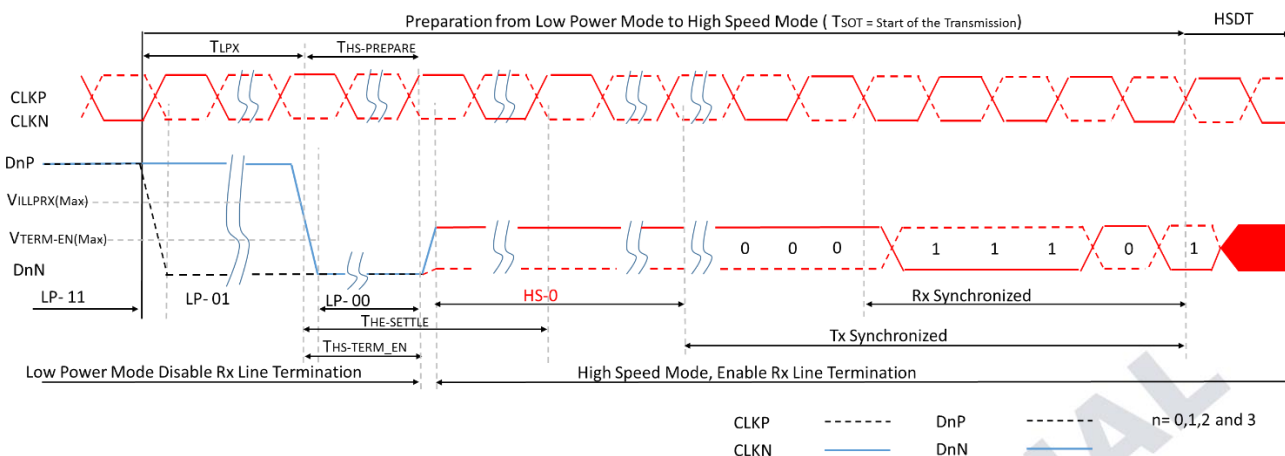 Preparation from Low Power Mode to High Speed Mode ( TSOT = Start of the Transmission)
HSDT
TLPX
THS-PREPARE
CLKP
CLKN
DnP
VILLPRX(Max)
VTERM-EN(Max)
DnN
0 0 0 1 1 1 0 1
LP- 11
LP- 01
LP- 00
HS-0
Rx Synchronized
THE-SETTLE
Tx Synchronized
THS-TERM_EN
Low Power Mode Disable Rx Line Termination
High Speed Mode, Enable Rx Line Termination
CLKP
DnP
n= 0,1,2 and 3
CLKN
DnN